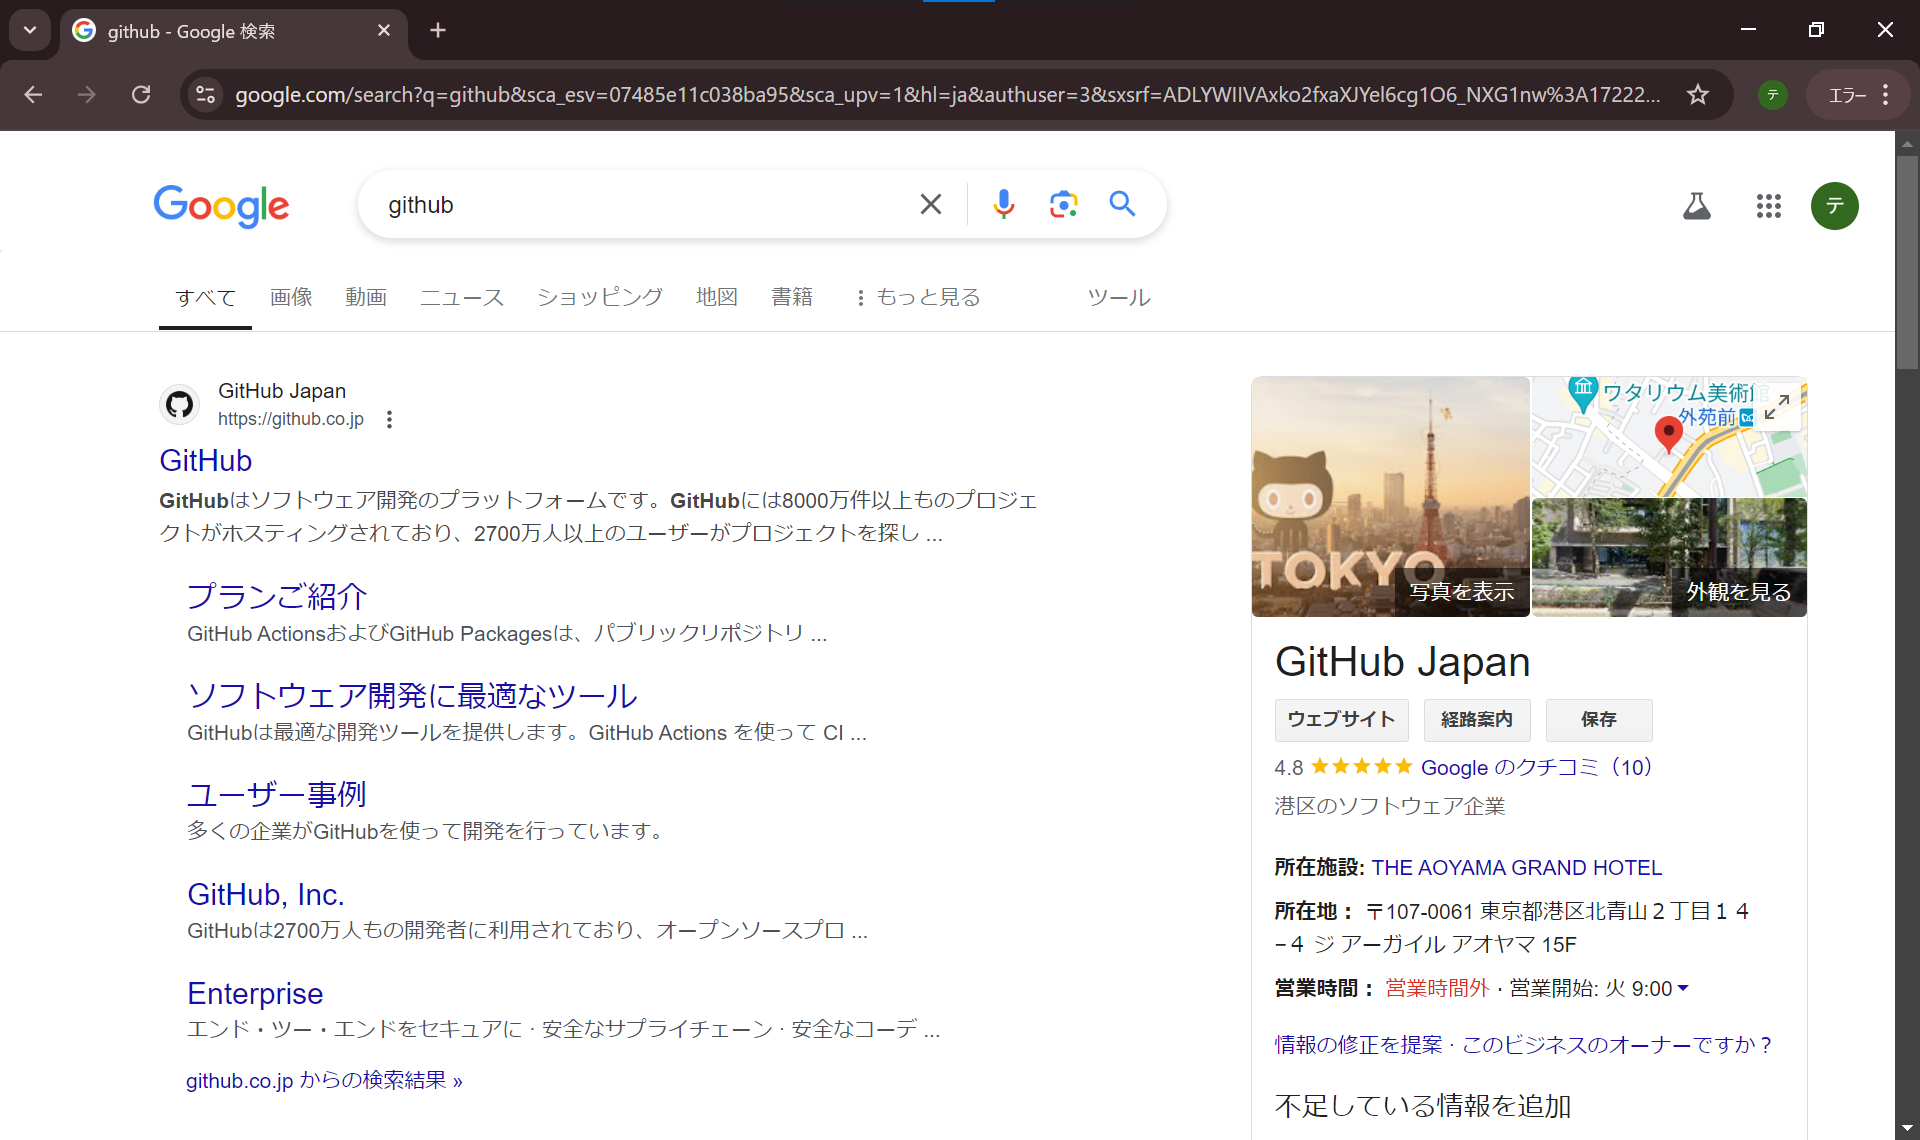 github - Google 検索
google.com/search?q=github&sca_esv=07485e11c038ba95&sca_upv=1&hl=ja&authuser=3&sxsrf=ADLYWIIVAxko2fxaXJYel6cg1O6_NXG1nw%3A17222...
テ
エラー
Google
github
テ
すべて
画像
動画
ニュース
ショッピング
地図
書籍
もっと見る
ツール
GitHub Japan
https://github.co.jp
GitHub
GitHubはソフトウェア開発のプラットフォームです。GitHubには8000万件以上ものプロジェ
クトがホスティングされており、2700万人以上のユーザーがプロジェクトを探し ...
プランご紹介
GitHub ActionsおよびGitHub Packagesは、パブリックリポジトリ ...
ソフトウェア開発に最適なツール
GitHubは最適な開発ツールを提供します。GitHub Actions を使って CI ...
ユーザー事例
多くの企業がGitHubを使って開発を行っています。
GitHub, Inc.
GitHubは2700万人もの開発者に利用されており、オープンソースプロ ...
Enterprise
エンド・ツー・エンドをセキュアに · 安全なサプライチェーン · 安全なコーデ ...
github.co.jp からの検索結果 »
TOKYO
写真を表示
ワタリウム美術館
外苑前
外観を見る
GitHub Japan
ウェブサイト
経路案内
保存
4.8 ★★★★★ Google のクチコミ（10）
港区のソフトウェア企業
所在施設: THE AOYAMA GRAND HOTEL
所在地： 〒107-0061 東京都港区北青山２丁目１４
−４ ジ アーガイル アオヤマ 15F
営業時間： 営業時間外 · 営業開始: 火 9:00
情報の修正を提案 · このビジネスのオーナーですか？
不足している情報を追加